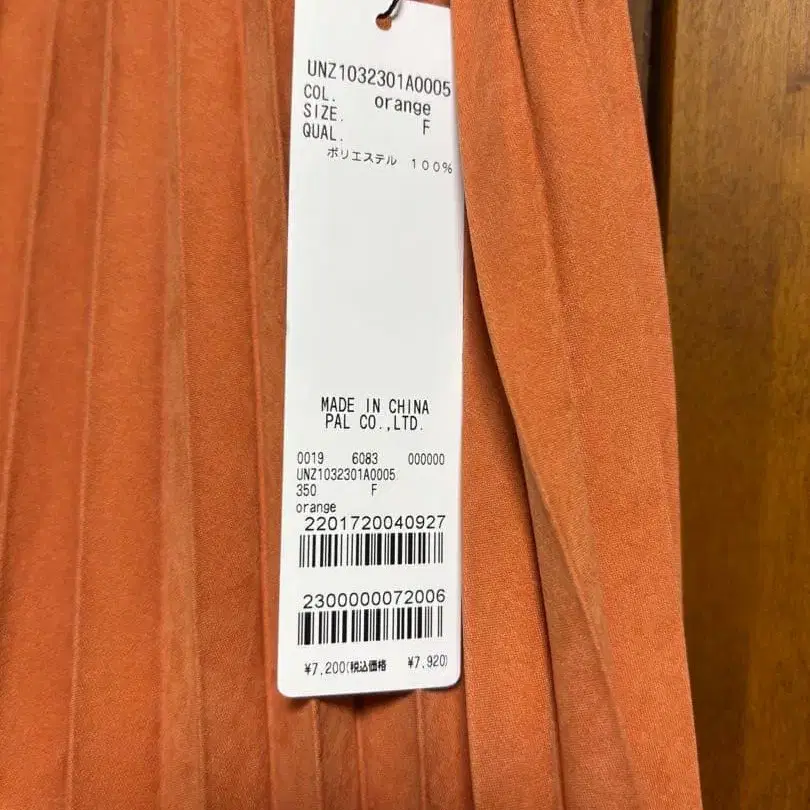 UNZ1032301A0005
COL. orange
SIZE. F
QUAL.
ポリエステル 100%
MADE IN CHINA
PAL CO.,LTD.
0019 6083 000000
UNZ1032301A0005
350 F
orange
2201720040927
2300000072006
¥7,200(税込価格 ¥7,920)